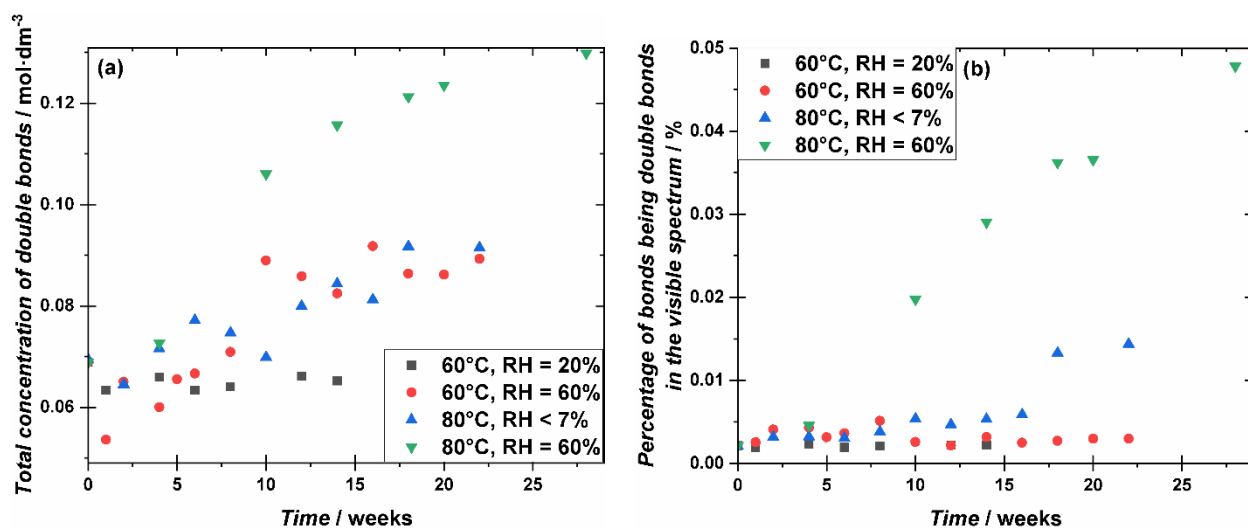 Total concentration of double bonds / mol·dm⁻³
(a)
0.12
0.10
0.08
0.06
60°C, RH = 20%
60°C, RH = 60%
80°C, RH < 7%
80°C, RH = 60%
0 5 10 15 20 25
Time / weeks
Percentage of bonds being double bonds
in the visible spectrum / %
(b)
60°C, RH = 20%
60°C, RH = 60%
80°C, RH < 7%
80°C, RH = 60%
0.05
0.04
0.03
0.02
0.01
0.00
0 5 10 15 20 25
Time / weeks